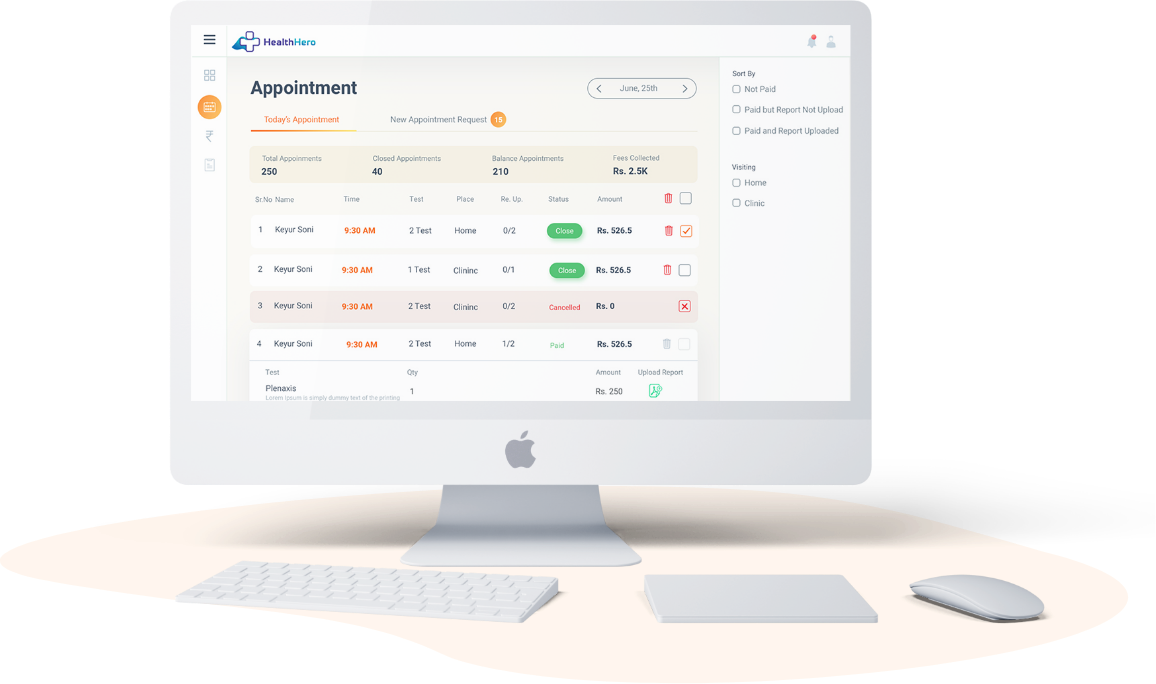 HealthHero
Appointment
June, 25th
Today's Appointment
New Appointment Request 15
Total Appoinments Closed Appointments Balance Appointments Fees Collected
250 40 210 Rs. 2.5K
Sr.No Name Time Test Place Re. Up. Status Amount
1 Keyur Soni 9:30 AM 2 Test Home 0/2 Close Rs. 526.5
2 Keyur Soni 9:30 AM 1 Test Clininc 0/1 Close Rs. 526.5
3 Keyur Soni 9:30 AM 2 Test Clininc 0/2 Cancelled Rs. 0
4 Keyur Soni 9:30 AM 2 Test Home 1/2 Paid Rs. 526.5
Test Qty Amount Upload Report
Plenaxis 1 Rs. 250
Lorem Ipsum is simply dummy text of the printing
Sort By
Not Paid
Paid but Report Not Upload
Paid and Report Uploaded
Visiting
Home
Clinic